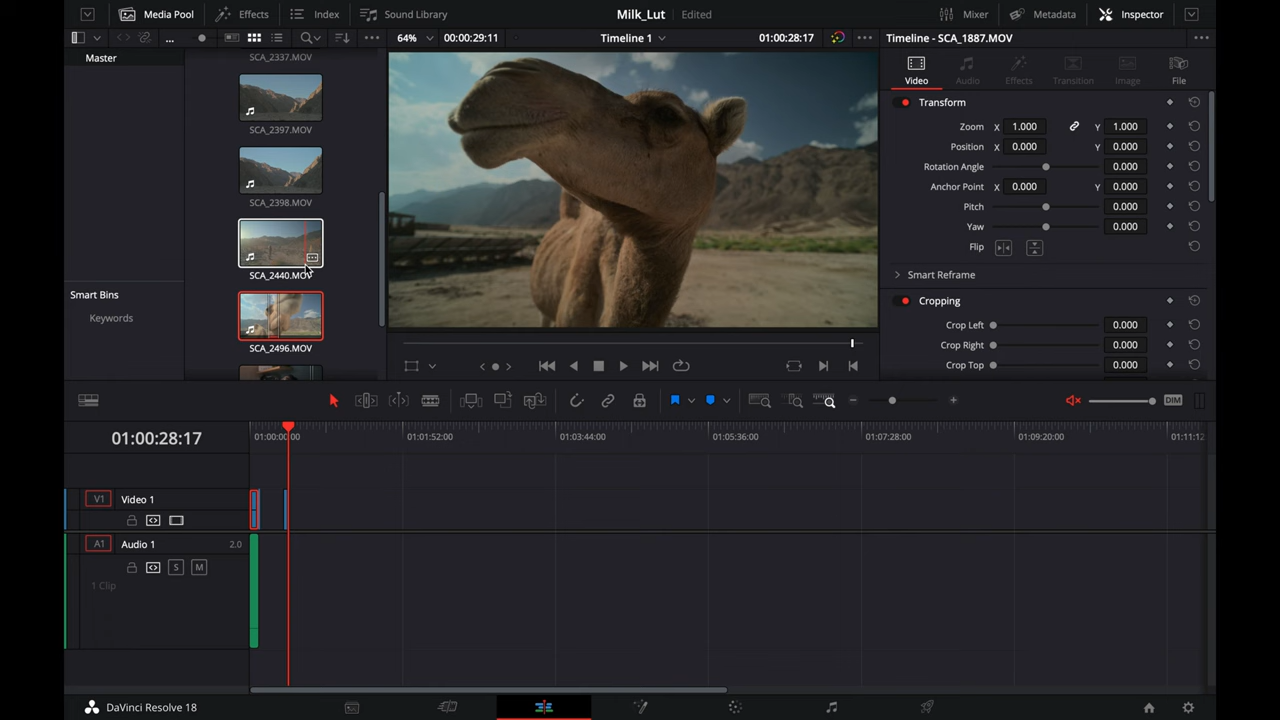 Media Pool Effects Index Sound Library Milk_Lut Edited Mixer Metadata Inspector
... 64% 00:00:29:11 Timeline 1 01:00:28:17 Timeline - SCA_1887.MOV
Master
SCA_2337.MOV
SCA_2397.MOV
SCA_2398.MOV
SCA_2440.MOV
SCA_2496.MOV
Smart Bins
Keywords
Video Audio Effects Transition Image File
Transform
Zoom X 1.000 Y 1.000
Position X 0.000 Y 0.000
Rotation Angle 0.000
Anchor Point X 0.000 Y 0.000
Pitch 0.000
Yaw 0.000
Flip
Smart Reframe
Cropping
Crop Left 0.000
Crop Right 0.000
Crop Top 0.000
DIM
01:00:28:17 01:00:00:00 01:01:52:00 01:03:44:00 01:05:36:00 01:07:28:00 01:09:20:00 01:11:12
V1 Video 1
A1 Audio 1 2.0
S M
1 Clip
DaVinci Resolve 18